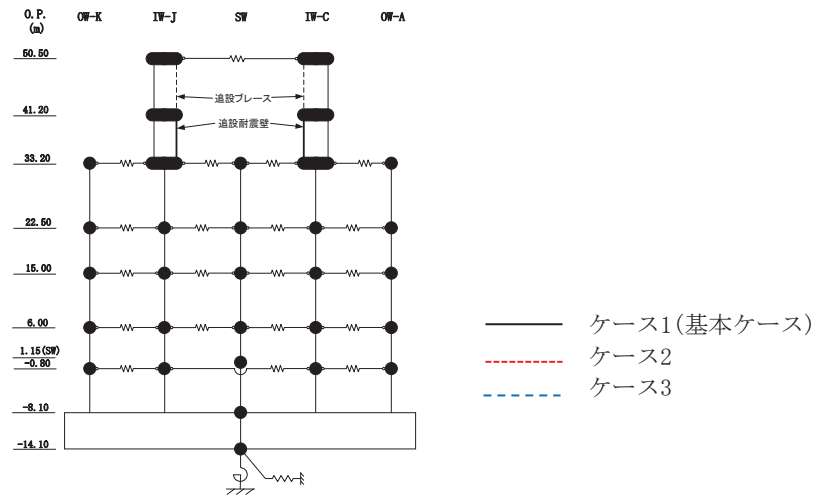 O.P.
(m)
OW-K IW-J SW IW-C OW-A
50.50
追設ブレース
41.20
追設耐震壁
33.20
22.50
15.00
6.00
1.15(SW)
-0.80
-8.10
-14.10
ケース1(基本ケース)
ケース2
ケース3